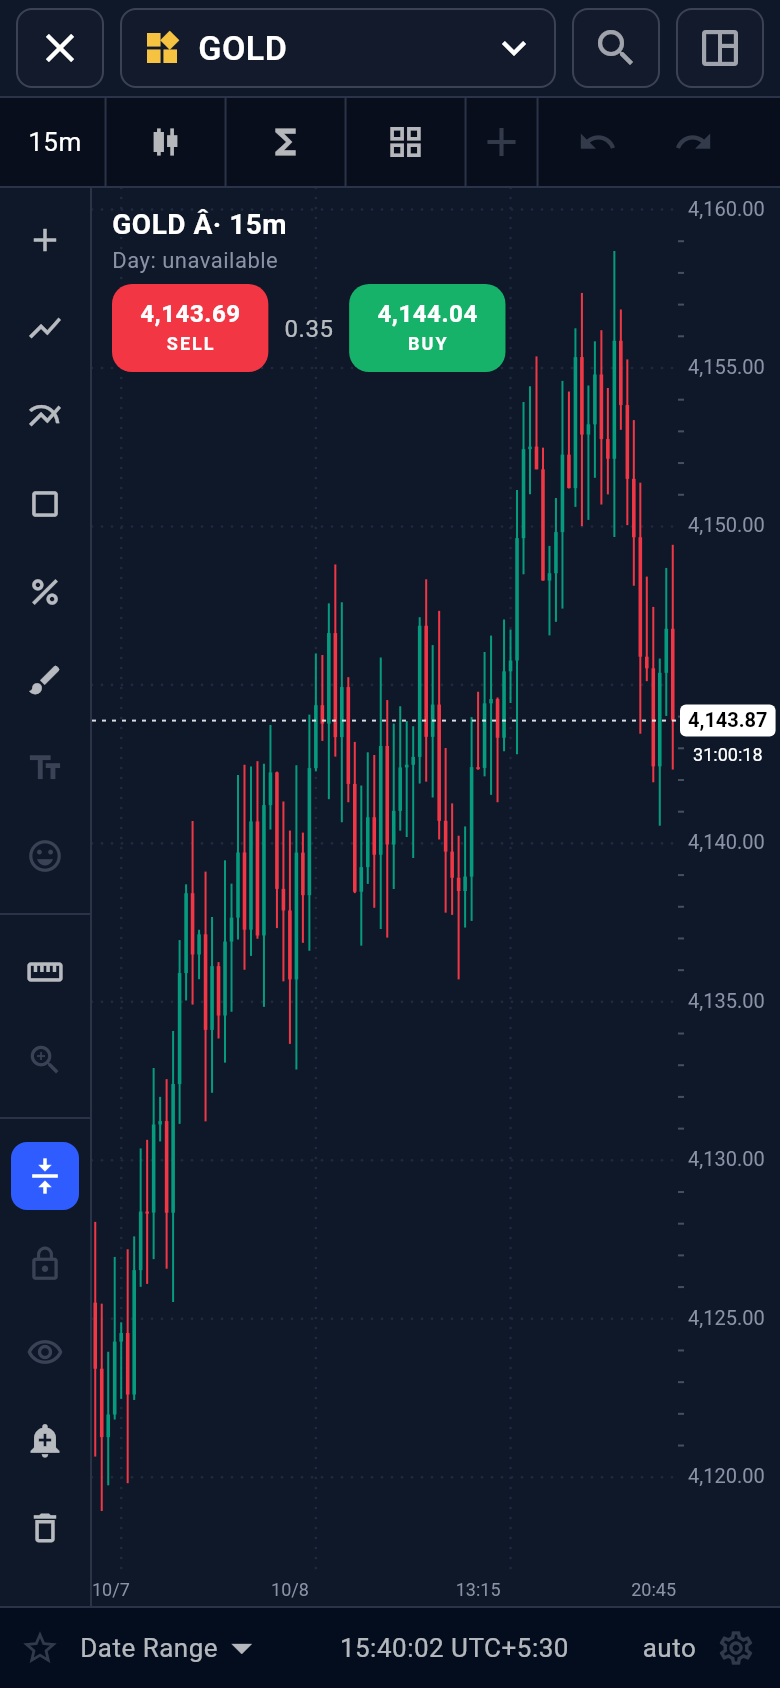 GOLD
15m
GOLD Â· 15m
Day: unavailable
4,143.69
SELL
0.35
4,144.04
BUY
4,160.00
4,155.00
4,150.00
4,143.87
31:00:18
4,140.00
4,135.00
4,130.00
4,125.00
4,120.00
10/7 10/8 13:15 20:45
Date Range 15:40:02 UTC+5:30 auto